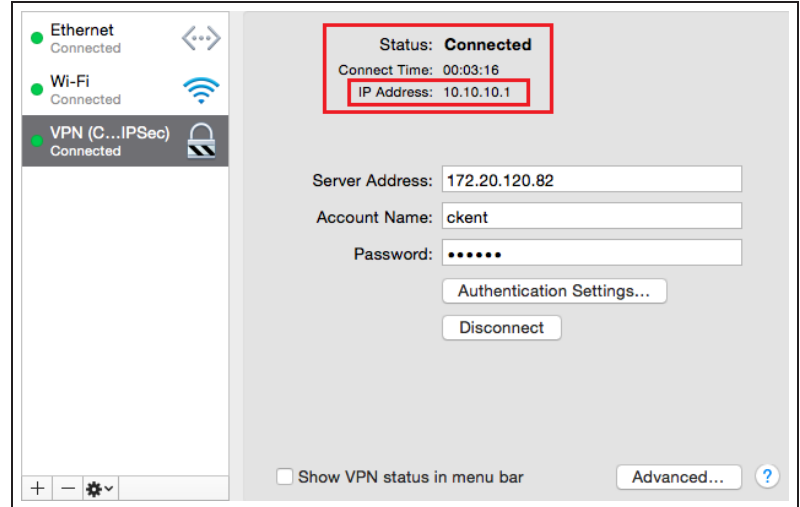 Ethernet
Connected
Wi-Fi
Connected
VPN (C...IPSec)
Connected
Status: Connected
Connect Time: 00:03:16
IP Address: 10.10.10.1
Server Address: 172.20.120.82
Account Name: ckent
Password: ••••••
Authentication Settings...
Disconnect
Show VPN status in menu bar
Advanced...
?